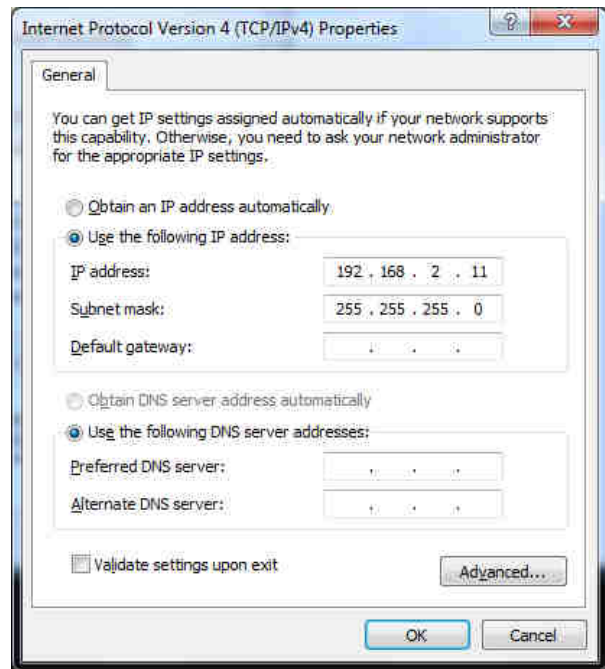 Internet Protocol Version 4 (TCP/IPv4) Properties
General
You can get IP settings assigned automatically if your network supports
this capability. Otherwise, you need to ask your network administrator
for the appropriate IP settings.
Obtain an IP address automatically
Use the following IP address:
IP address: 192 . 168 . 2 . 11
Subnet mask: 255 . 255 . 255 . 0
Default gateway: . . .
Obtain DNS server address automatically
Use the following DNS server addresses:
Preferred DNS server: . . .
Alternate DNS server: . . .
Validate settings upon exit
Advanced...
OK Cancel